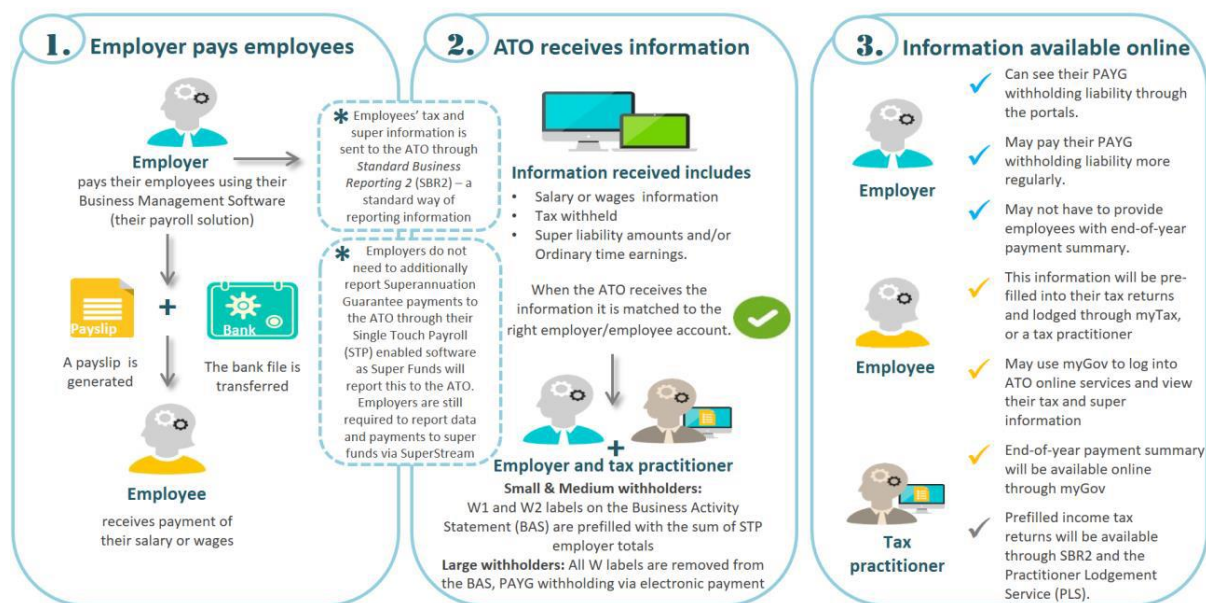 1. Employer pays employees
Employer
pays their employees using their
Business Management Software
(their payroll solution)
Payslip
+
Bank
A payslip is
generated
The bank file is
transferred
Employee
receives payment of
their salary or wages
* Employees' tax and
super information is
sent to the ATO through
Standard Business
Reporting 2 (SBR2) – a
standard way of
reporting information
* Employers do not
need to additionally
report Superannuation
Guarantee payments to
the ATO through their
Single Touch Payroll
(STP) enabled software
as Super Funds will
report this to the ATO.
Employers are still
required to report data
and payments to super
funds via SuperStream
2. ATO receives information
Information received includes
• Salary or wages information
• Tax withheld
• Super liability amounts and/or
Ordinary time earnings.
When the ATO receives the
information it is matched to the
right employer/employee account.
+
Employer and tax practitioner
Small & Medium withholders:
W1 and W2 labels on the Business Activity
Statement (BAS) are prefilled with the sum of STP
employer totals
Large withholders: All W labels are removed from
the BAS, PAYG withholding via electronic payment
3. Information available online
Employer
Can see their PAYG
withholding liability through
the portals.
May pay their PAYG
withholding liability more
regularly.
May not have to provide
employees with end-of-year
payment summary.
Employee
This information will be pre-
filled into their tax returns
and lodged through myTax,
or a tax practitioner
May use myGov to log into
ATO online services and view
their tax and super
information
End-of-year payment summary
will be available online
through myGov
Tax
practitioner
Prefilled income tax
returns will be available
through SBR2 and the
Practitioner Lodgement
Service (PLS).